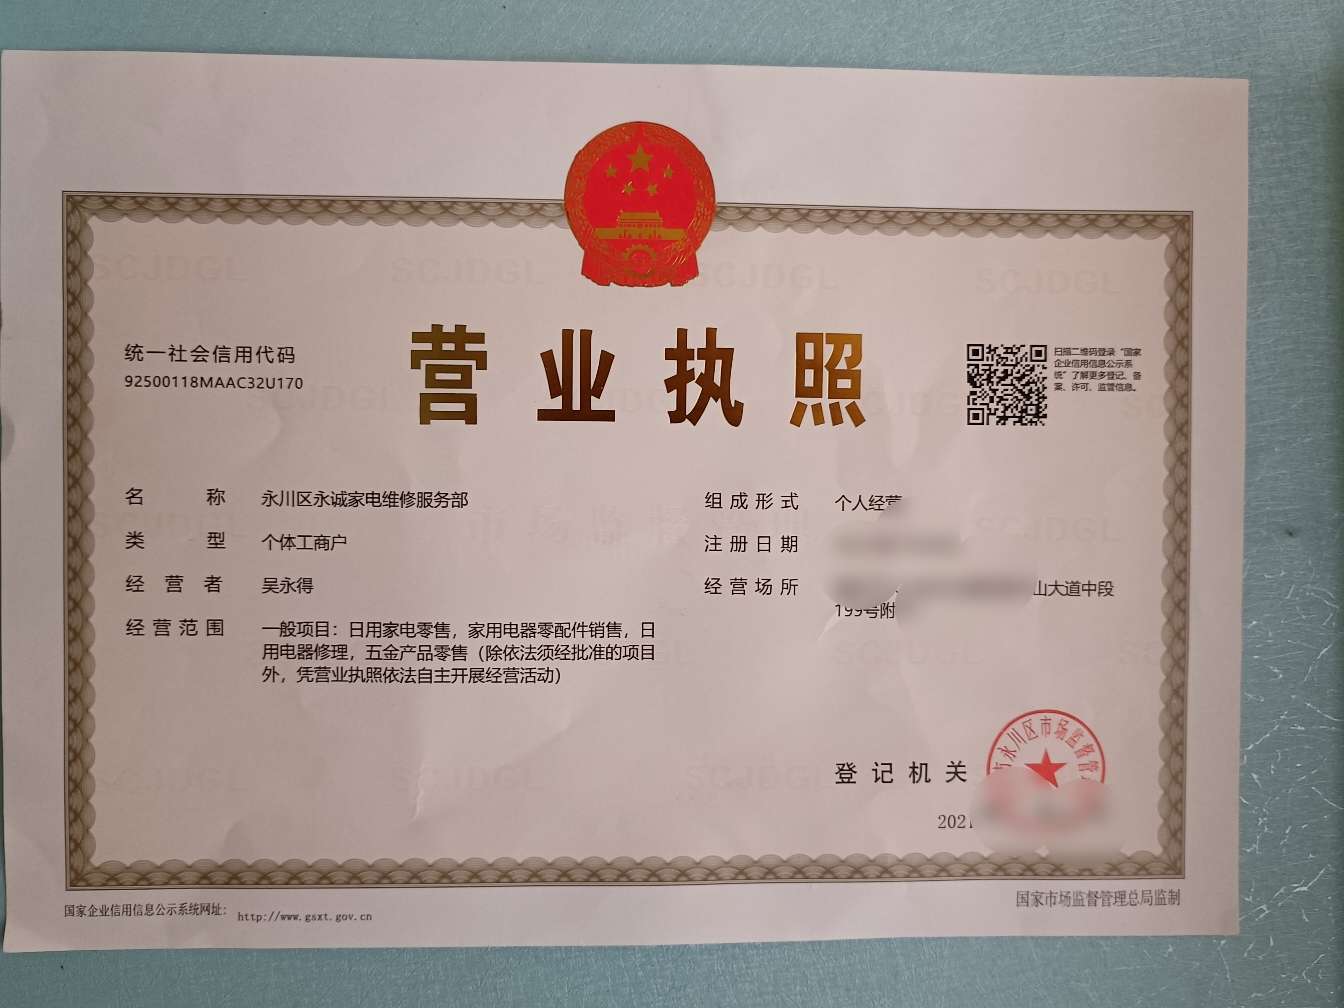 营业执照
统一社会信用代码
92500118MAAC32U170
扫描二维码登录“国家
企业信用信息公示系
统”了解更多登记、备
案、许可、监管信息。
名称 永川区永诚家电维修服务部
类型 个体工商户
经营者 吴永得
经营范围 一般项目：日用家电零售，家用电器零配件销售，日
用电器修理，五金产品零售（除依法须经批准的项目
外，凭营业执照依法自主开展经营活动）
组成形式 个人经营
注册日期
经营场所 山大道中段
199号附
登记机关
永川区市场监督管
2021
国家企业信用信息公示系统网址： http://www.gsxt.gov.cn
国家市场监督管理总局监制
SCJDGL
市场监督管理